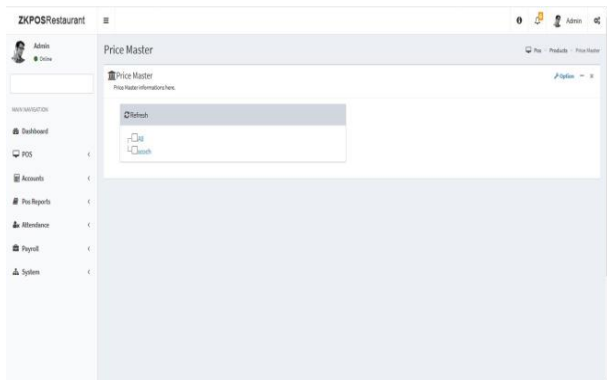 ZKPOSRestaurant
Admin
Admin
Online
Price Master
Pos - Products - Price Master
Price Master
Price Master Informations here.
Option
MAIN NAVIGATION
Refresh
Dashboard
All
POS
Accounts
Pos Reports
Attendance
Payroll
System